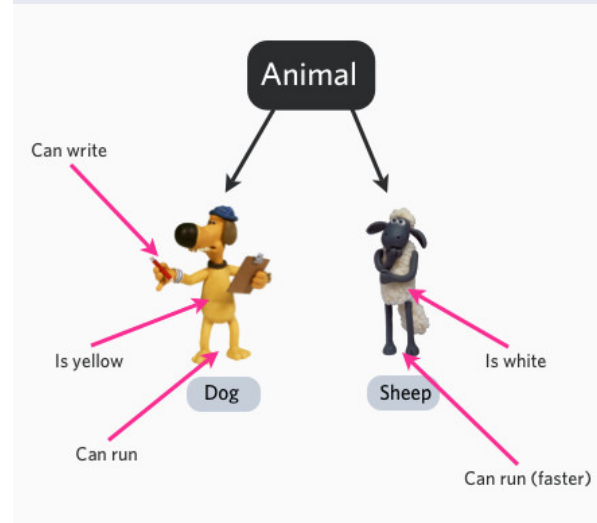 Animal
Can write
Is yellow
Is white
Dog
Sheep
Can run
Can run (faster)